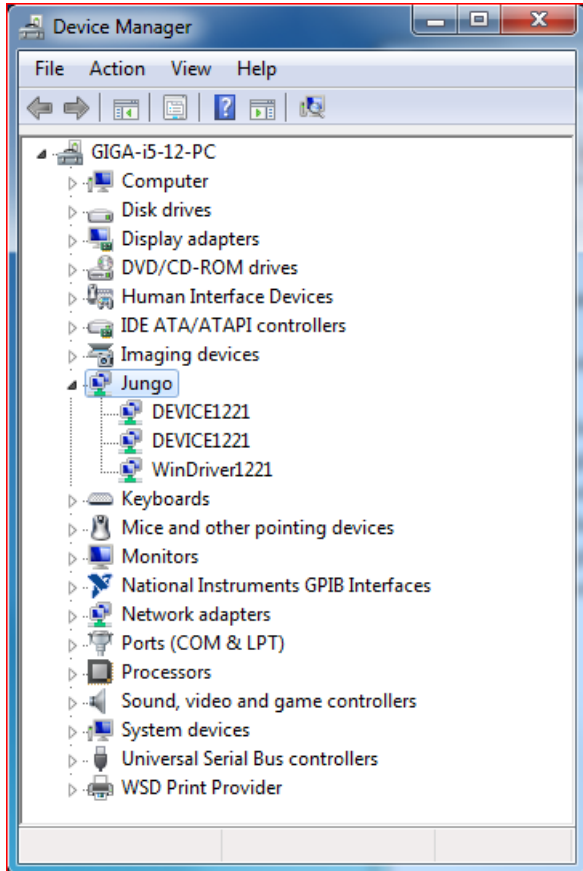 Device Manager
File Action View Help
GIGA-i5-12-PC
Computer
Disk drives
Display adapters
DVD/CD-ROM drives
Human Interface Devices
IDE ATA/ATAPI controllers
Imaging devices
Jungo
DEVICE1221
DEVICE1221
WinDriver1221
Keyboards
Mice and other pointing devices
Monitors
National Instruments GPIB Interfaces
Network adapters
Ports (COM & LPT)
Processors
Sound, video and game controllers
System devices
Universal Serial Bus controllers
WSD Print Provider